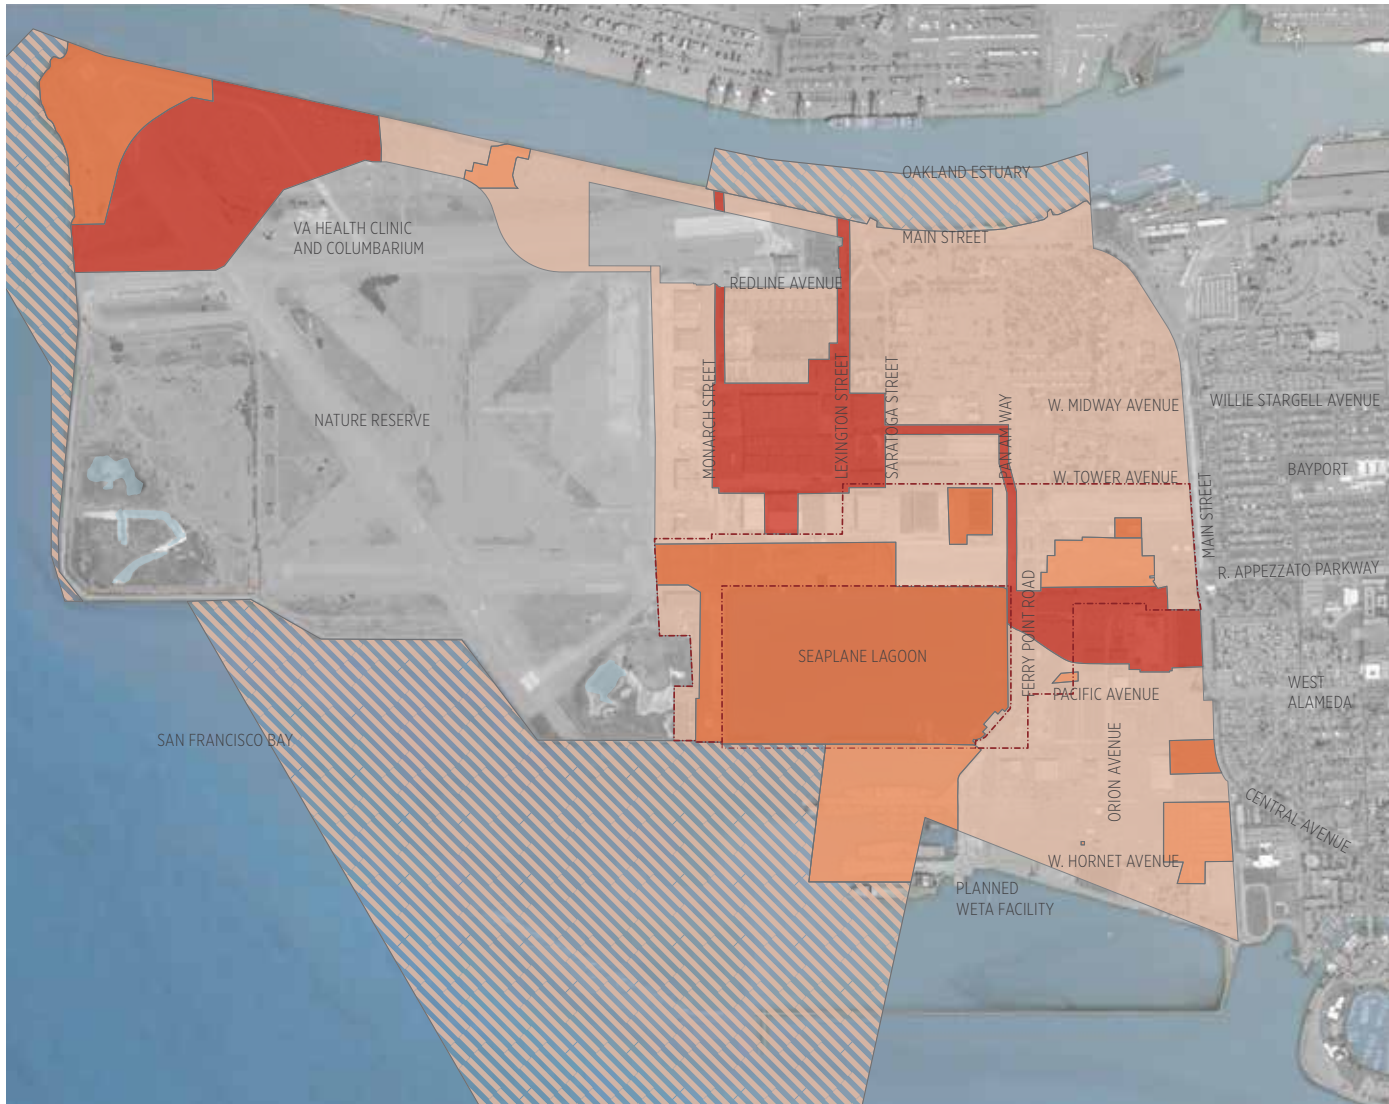 OAKLAND ESTUARY
VA HEALTH CLINIC
AND COLUMBARIUM
MAIN STREET
REDLINE AVENUE
MONARCH STREET
LEXINGTON STREET
SARATOGA STREET
PAN AM WAY
W. MIDWAY AVENUE
WILLIE STARGELL AVENUE
NATURE RESERVE
W. TOWER AVENUE
BAYPORT
MAIN STREET
R. APPEZZATO PARKWAY
FERRY POINT ROAD
SEAPLANE LAGOON
PACIFIC AVENUE
WEST
ALAMEDA
SAN FRANCISCO BAY
ORION AVENUE
CENTRAL AVENUE
W. HORNET AVENUE
PLANNED
WETA FACILITY